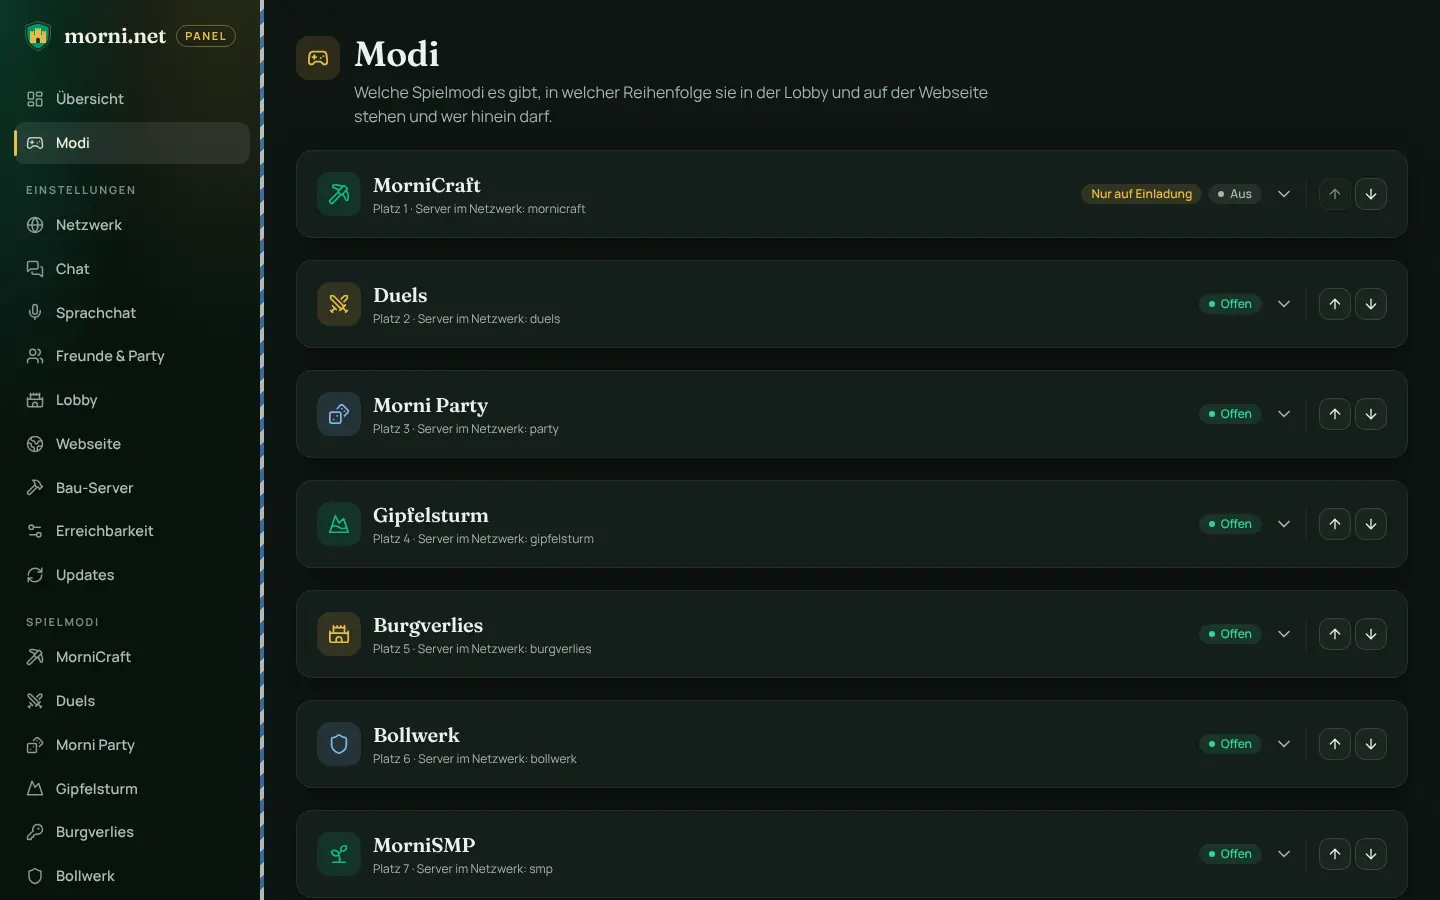 morni.net PANEL
Übersicht
Modi
EINSTELLUNGEN
Netzwerk
Chat
Sprachchat
Freunde & Party
Lobby
Webseite
Bau-Server
Erreichbarkeit
Updates
SPIELMODI
MorniCraft
Duels
Morni Party
Gipfelsturm
Burgverlies
Bollwerk
Modi
Welche Spielmodi es gibt, in welcher Reihenfolge sie in der Lobby und auf der Webseite
stehen und wer hinein darf.
MorniCraft
Platz 1 · Server im Netzwerk: mornicraft
Nur auf Einladung Aus
Duels
Platz 2 · Server im Netzwerk: duels
Offen
Morni Party
Platz 3 · Server im Netzwerk: party
Offen
Gipfelsturm
Platz 4 · Server im Netzwerk: gipfelsturm
Offen
Burgverlies
Platz 5 · Server im Netzwerk: burgverlies
Offen
Bollwerk
Platz 6 · Server im Netzwerk: bollwerk
Offen
MorniSMP
Platz 7 · Server im Netzwerk: smp
Offen